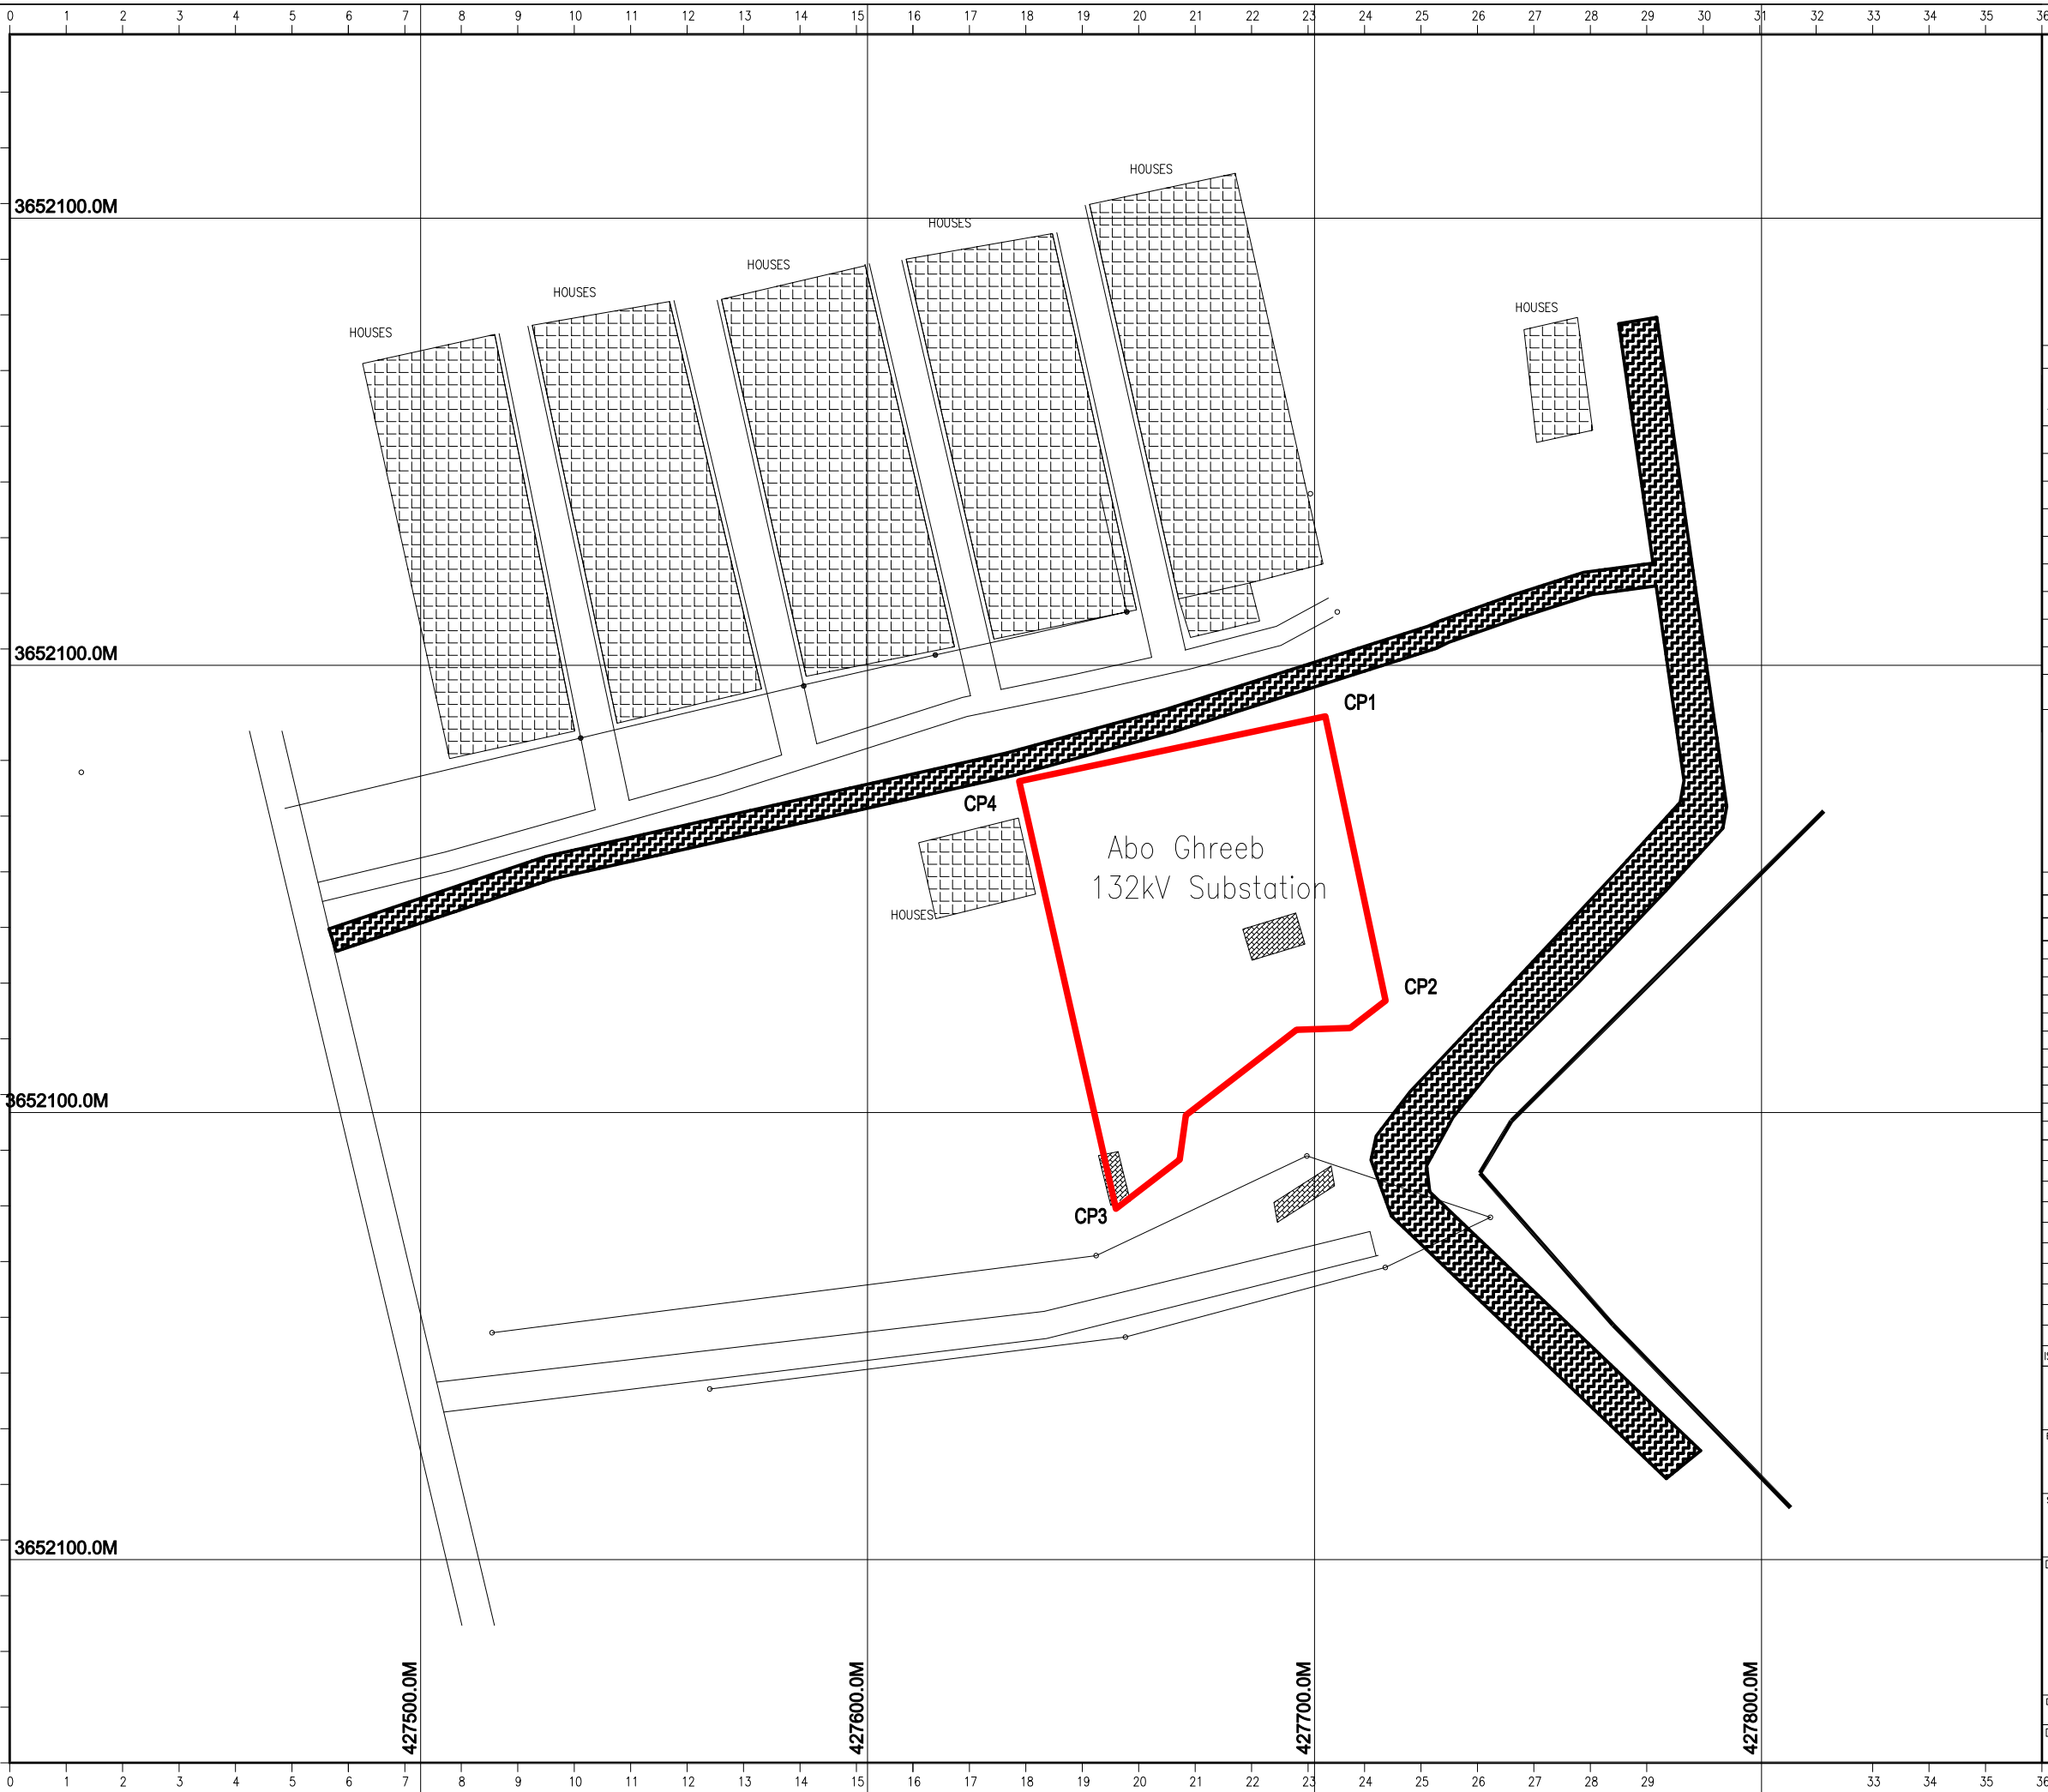 0 1 2 3 4 5 6 7 8 9 10 11 12 13 14 15 16 17 18 19 20 21 22 23 24 25 26 27 28 29 30 31 32 33 34 35 36
HOUSES
3652100.0M
HOUSES
HOUSES
HOUSES
HOUSES
HOUSES
3652100.0M
CP1
CP4
Abo Ghreeb
132kV Substation
HOUSES
CP2
3652100.0M
CP3
3652100.0M
427500.0M
427600.0M
427700.0M
427800.0M
0 1 2 3 4 5 6 7 8 9 10 11 12 13 14 15 16 17 18 19 20 21 22 23 24 25 26 27 28 29 33 34 35 36